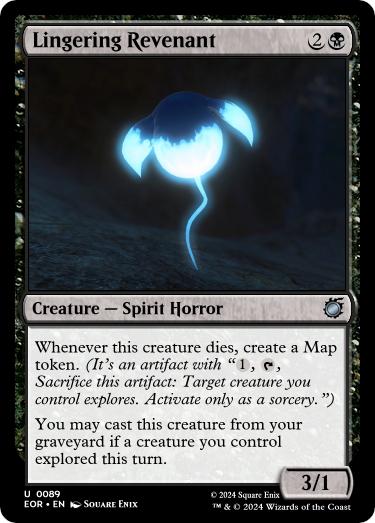 Lingering Revenant 2
Creature — Spirit Horror
Whenever this creature dies, create a Map
token. (It's an artifact with “1, ,
Sacrifice this artifact: Target creature you
control explores. Activate only as a sorcery.”)
You may cast this creature from your
graveyard if a creature you control
explored this turn.
3/1
U 0089
EOR • EN SQUARE ENIX
© 2024 Square Enix
™ & © 2024 Wizards of the Coast